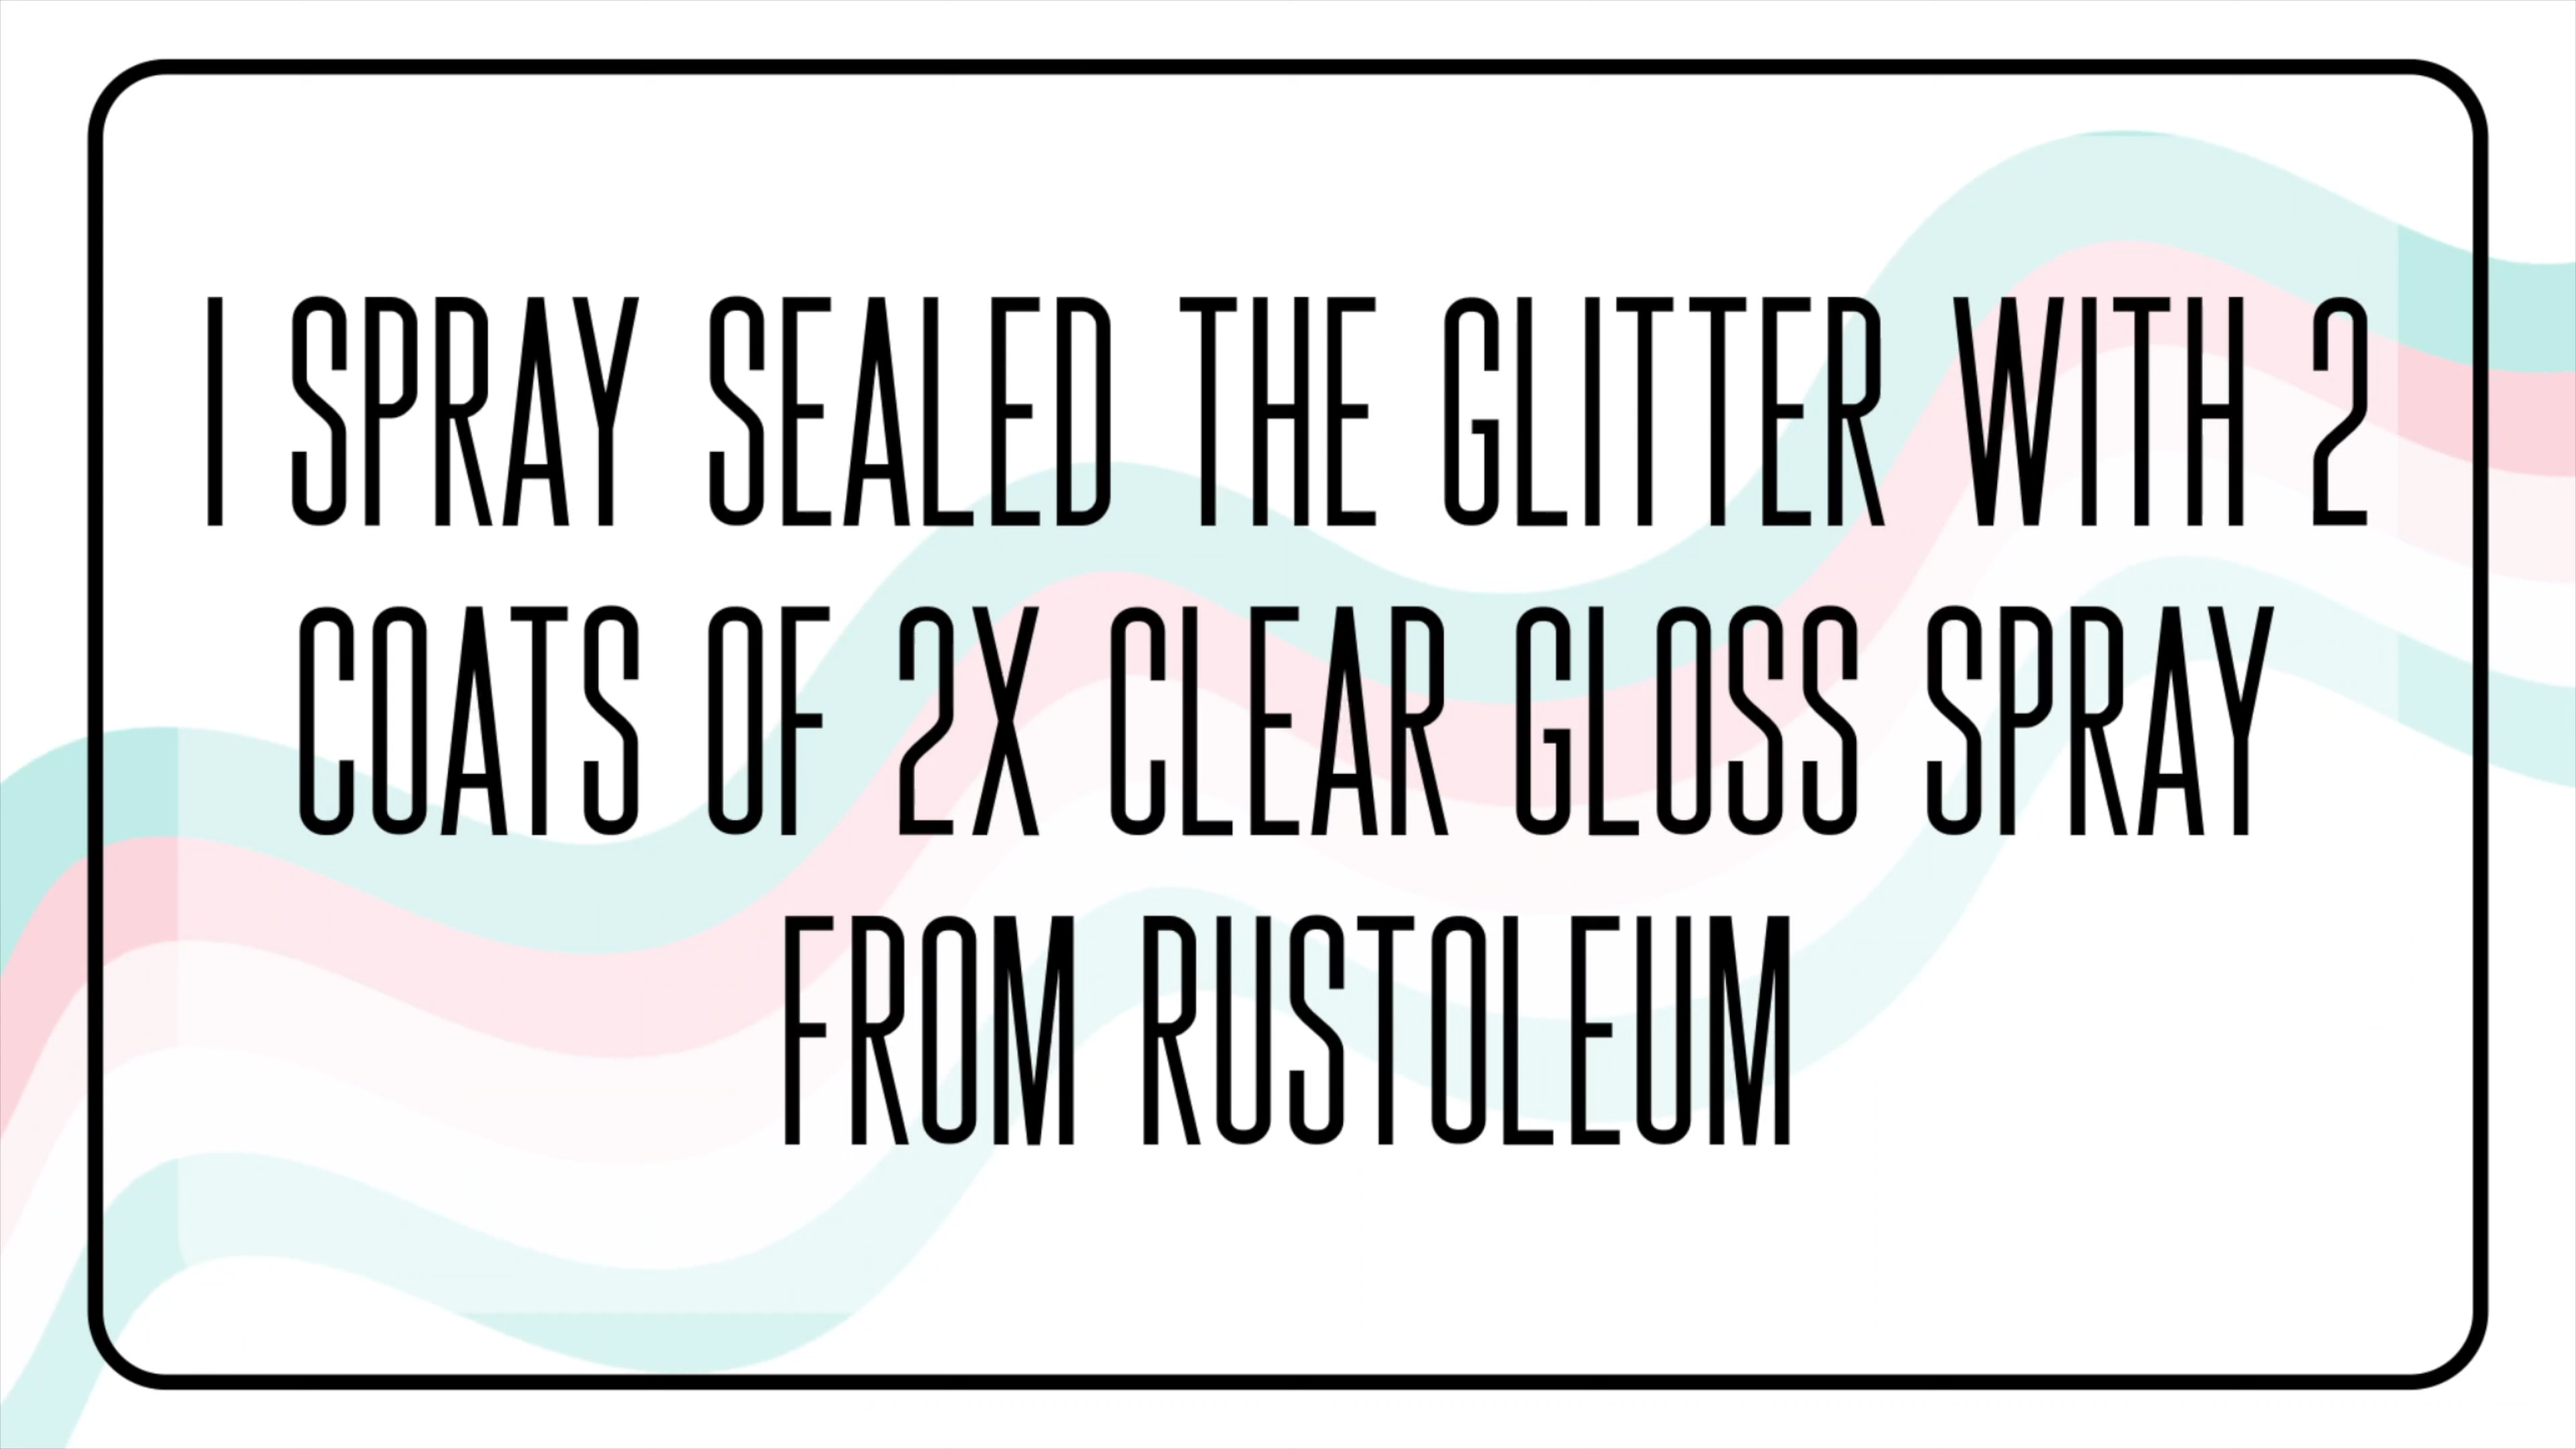 I SPRAY SEALED THE GLITTER WITH 2
COATS OF 2X CLEAR GLOSS SPRAY
FROM RUSTOLEUM